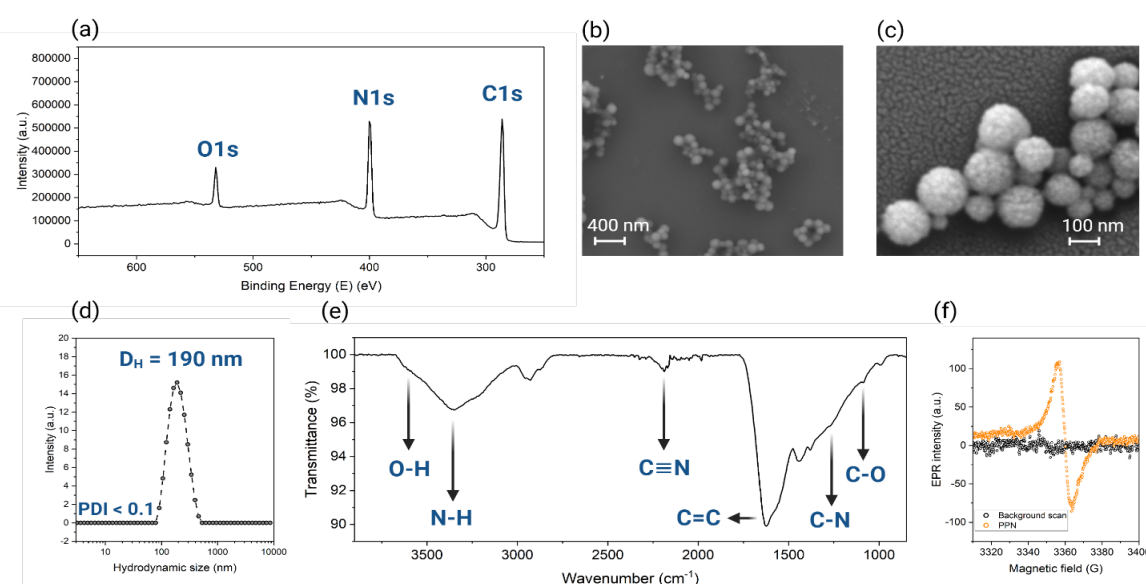 (a)
800000
700000
600000
500000
400000
300000
200000
100000
0
Intensity (a.u.)
O1s
N1s
C1s
600
500
400
300
Binding Energy (E) (eV)
(b)
400 nm
(c)
100 nm
(d)
20
18
16
14
12
10
8
6
4
2
0
-2
Intensity (a.u.)
D_H = 190 nm
PDI < 0.1
10
100
1000
10000
Hydrodynamic size (nm)
(e)
100
98
96
94
92
90
Transmittance (%)
O-H
N-H
C≡N
C=C
C-N
C-O
3500
3000
2500
2000
1500
1000
Wavenumber (cm⁻¹)
(f)
100
50
0
-50
-100
EPR intensity (a.u.)
Background scan
PPN
3320
3340
3360
3380
3400
Magnetic field (G)